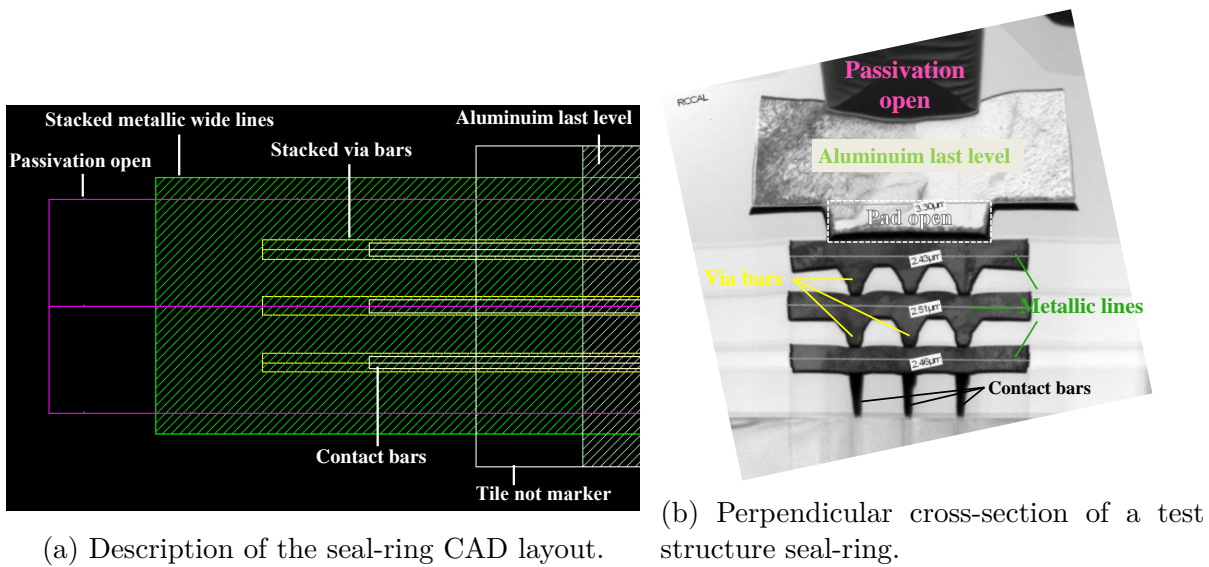 Stacked metallic wide lines
Aluminuim last level
Stacked via bars
Passivation open
Contact bars
Tile not marker
(a) Description of the seal-ring CAD layout.
Passivation
open
RCCAL
Aluminuim last level
3.30µm
Pad open
2.43µm
Via bars
2.51µm
Metallic lines
2.46µm
Contact bars
(b) Perpendicular cross-section of a test
structure seal-ring.